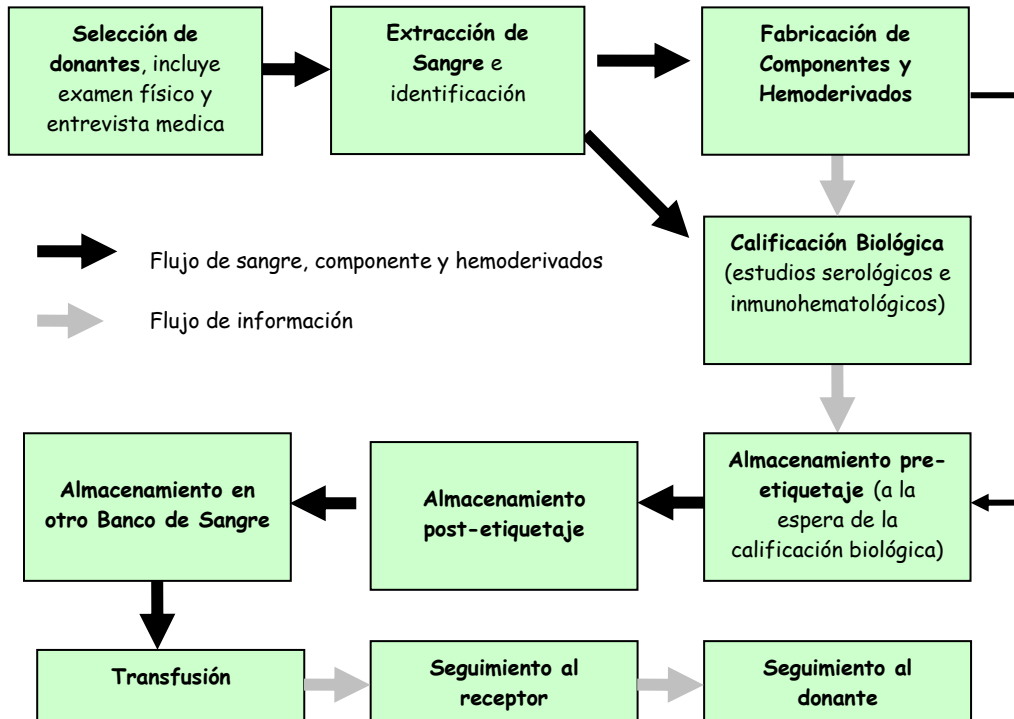 Selección de
donantes, incluye
examen físico y
entrevista medica
Extracción de
Sangre e
identificación
Fabricación de
Componentes y
Hemoderivados
Calificación Biológica
(estudios serológicos e
inmunohematológicos)
Flujo de sangre, componente y hemoderivados
Flujo de información
Almacenamiento en
otro Banco de Sangre
Almacenamiento
post-etiquetaje
Almacenamiento pre-
etiquetaje (a la
espera de la
calificación biológica)
Transfusión
Seguimiento al
receptor
Seguimiento al
donante